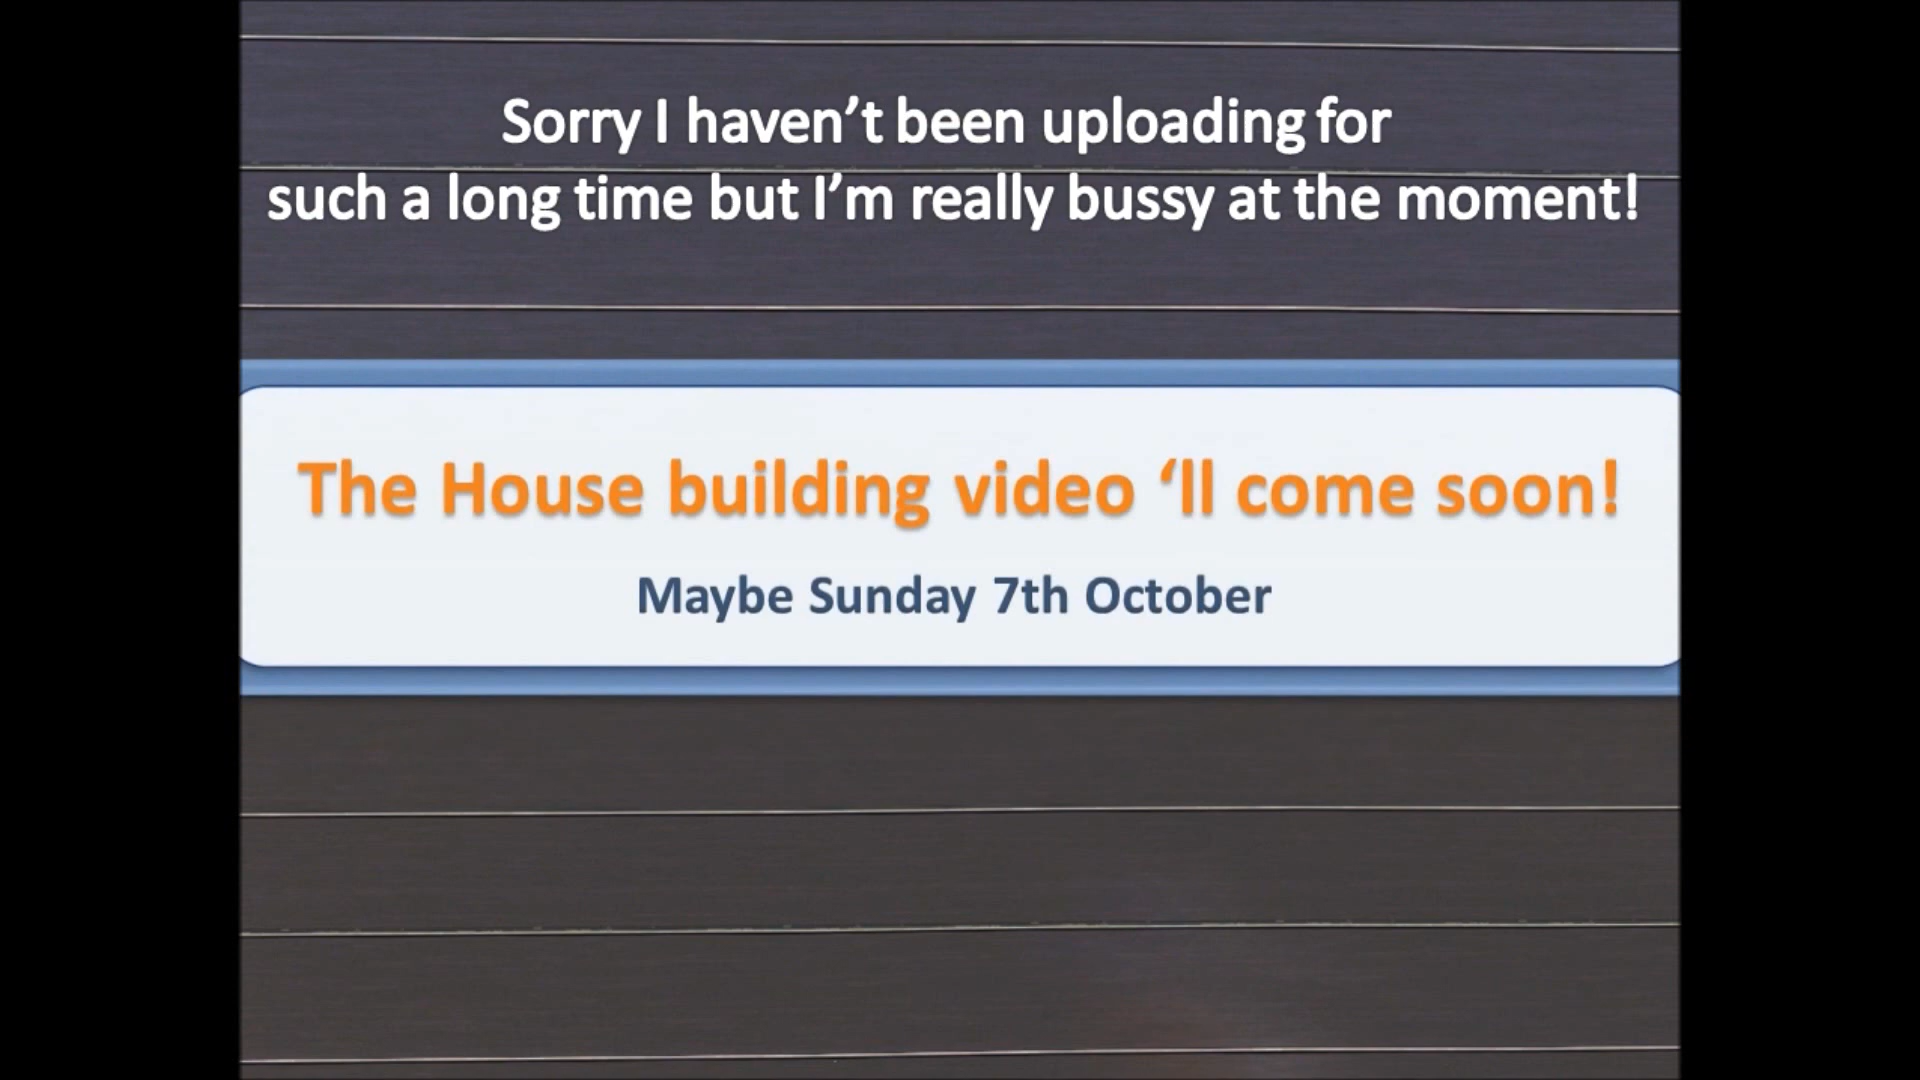 Sorry I haven’t been uploading for
such a long time but I’m really bussy at the moment!
The House building video ‘ll come soon!
Maybe Sunday 7th October